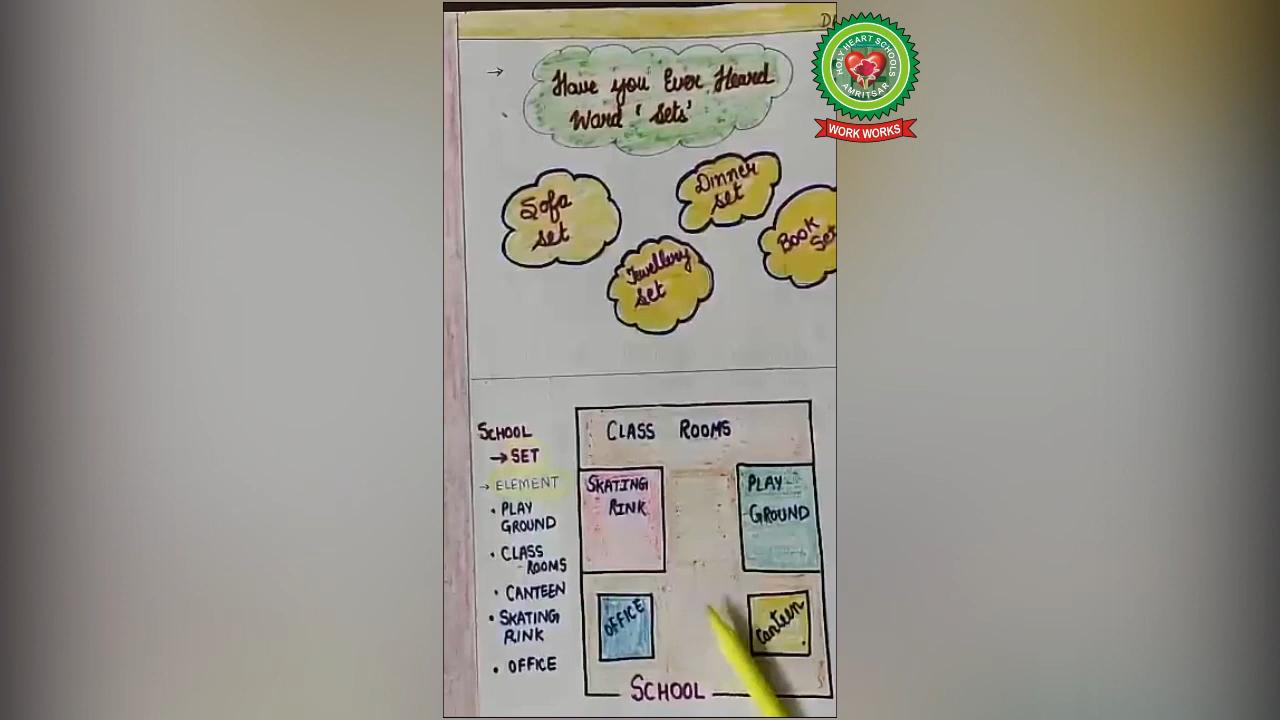 HOLY HEART SCHOOLS
AMRITSAR
WORK WORKS
→ Have you Ever Heard
Ward 'Sets'
Sofa
set
Dinner
set
Jewellery
set
Book
Set
SCHOOL
→ SET
→ ELEMENT
• PLAY
GROUND
• CLASS
-ROOMS
• CANTEEN
• SKATING
RINK
• OFFICE
CLASS ROOMS
SKATING
RINK
PLAY
GROUND
OFFICE
Canteen
SCHOOL